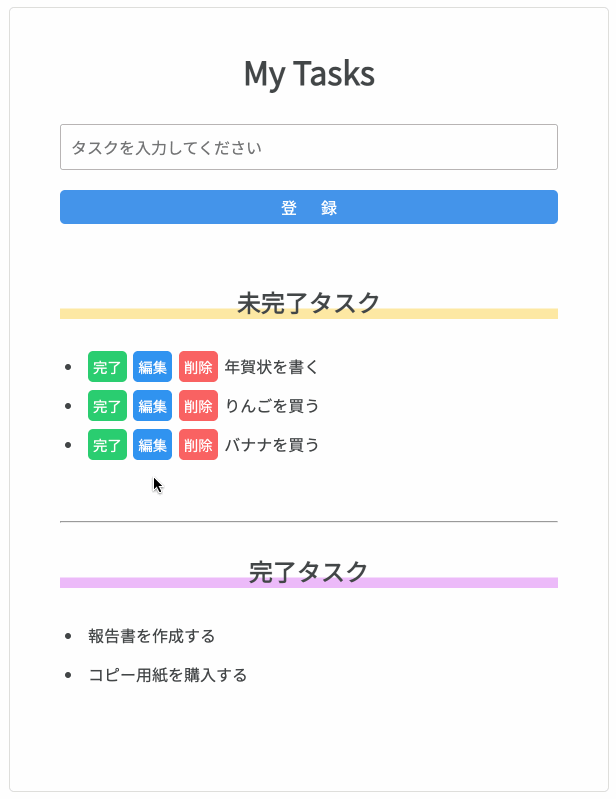 My Tasks
タスクを入力してください
登 録
未完了タスク
完了 編集 削除 年賀状を書く
完了 編集 削除 りんごを買う
完了 編集 削除 バナナを買う
完了タスク
報告書を作成する
コピー用紙を購入する